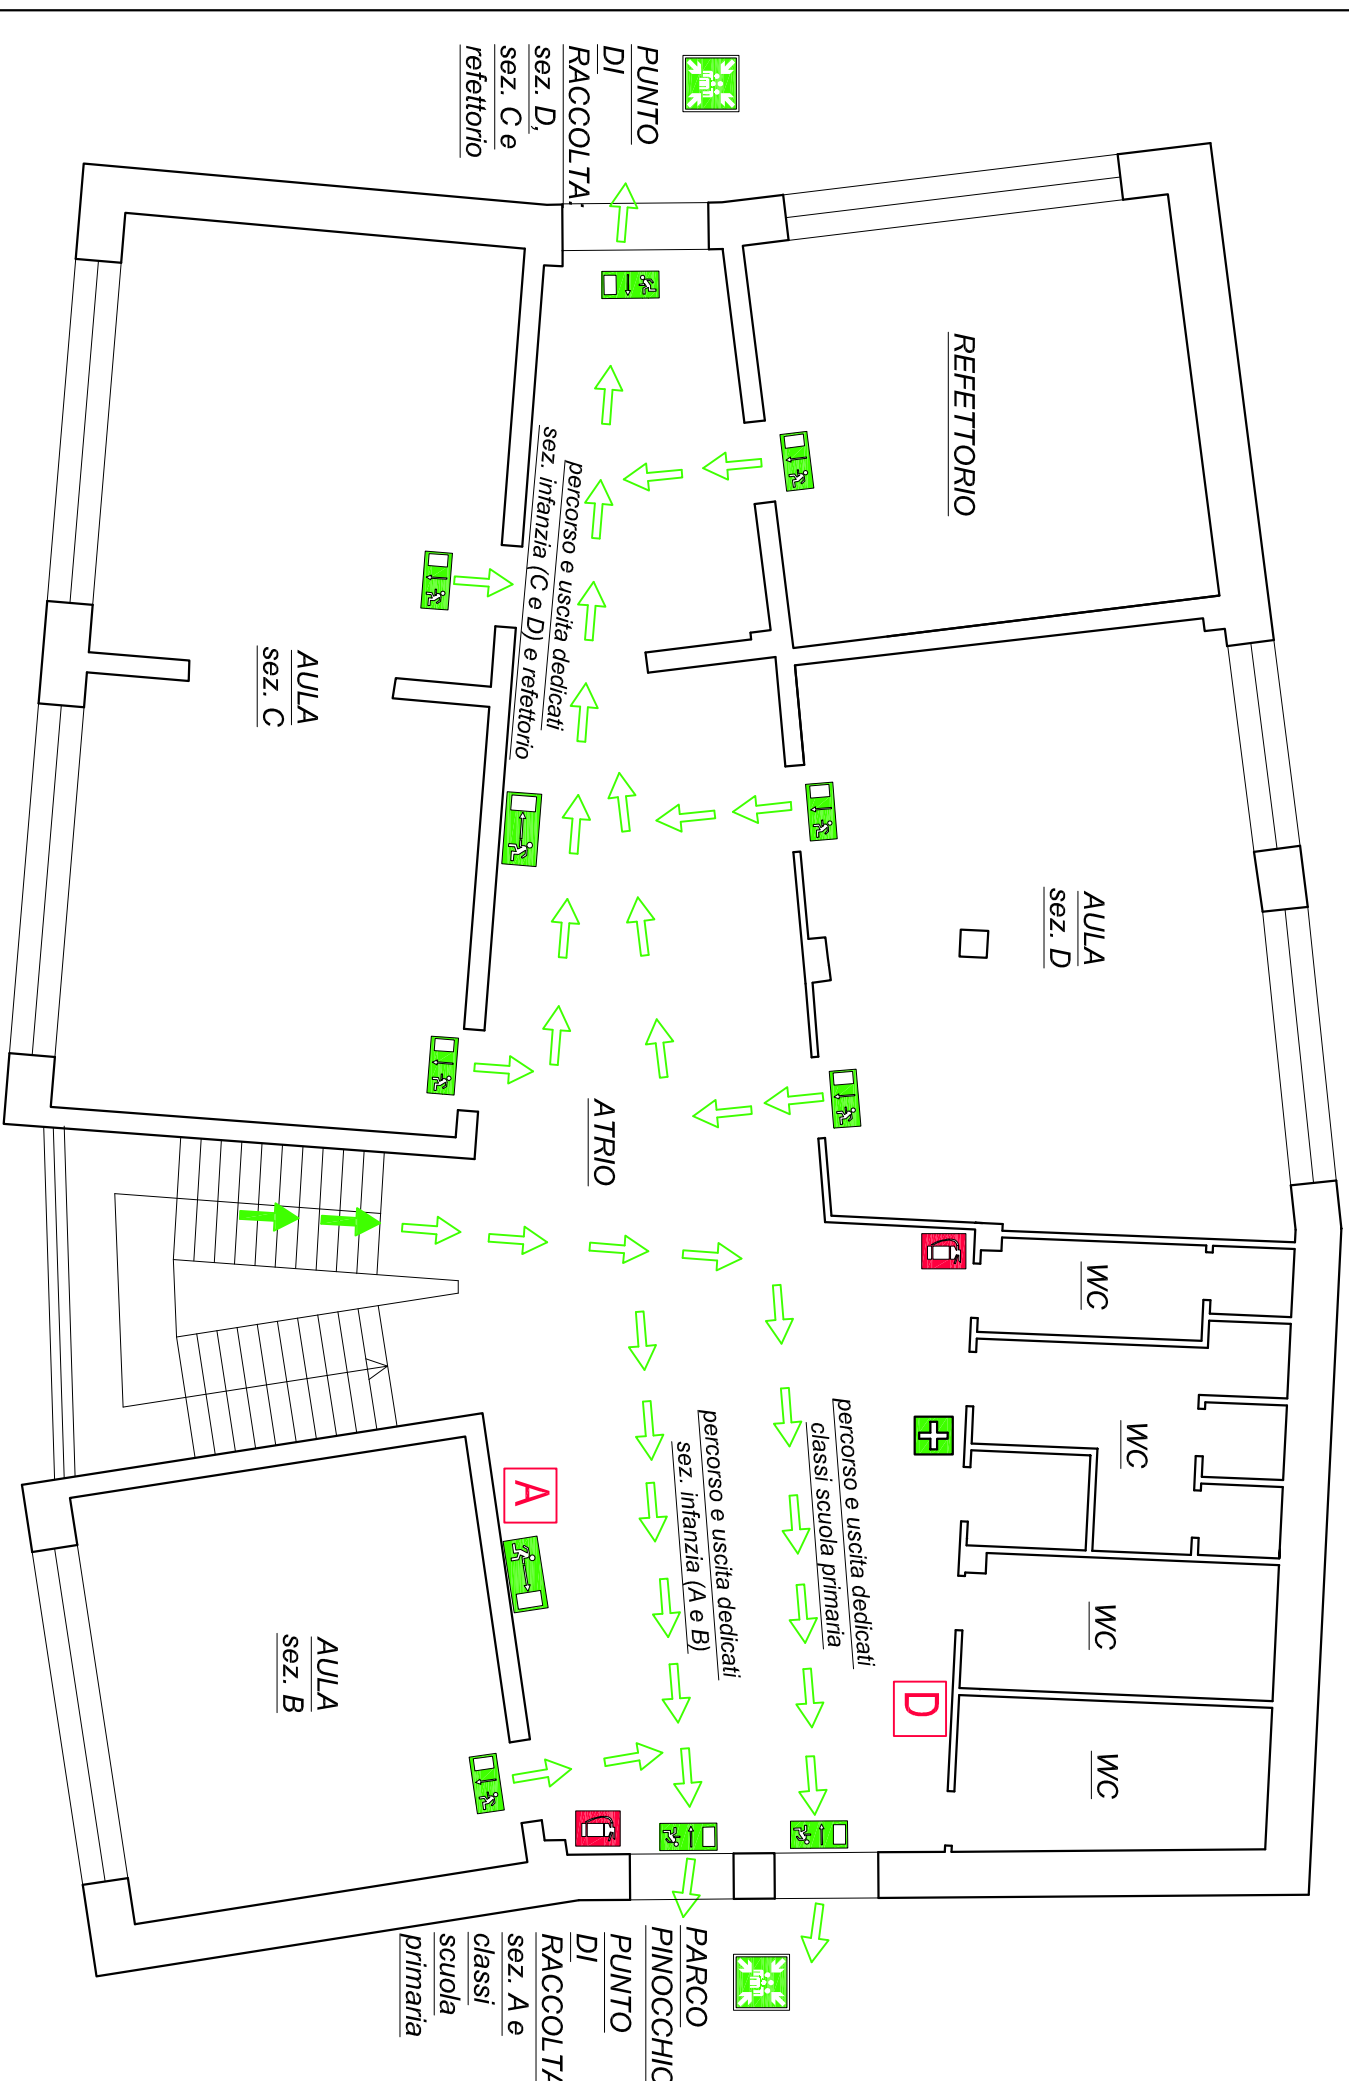 PUNTO
DI
RACCOLTA:
sez. D,
sez. C e
refettorio
REFETTORIO
percorso e uscita dedicati
sez. infanzia (C e D) e refettorio
AULA
sez. C
AULA
sez. D
ATRIO
WC
WC
WC
WC
percorso e uscita dedicati
classi scuola primaria
percorso e uscita dedicati
sez. infanzia (A e B)
A
D
AULA
sez. B
PARCO
PINOCCHIO
PUNTO
DI
RACCOLTA
sez. A e
classi
scuola
primaria